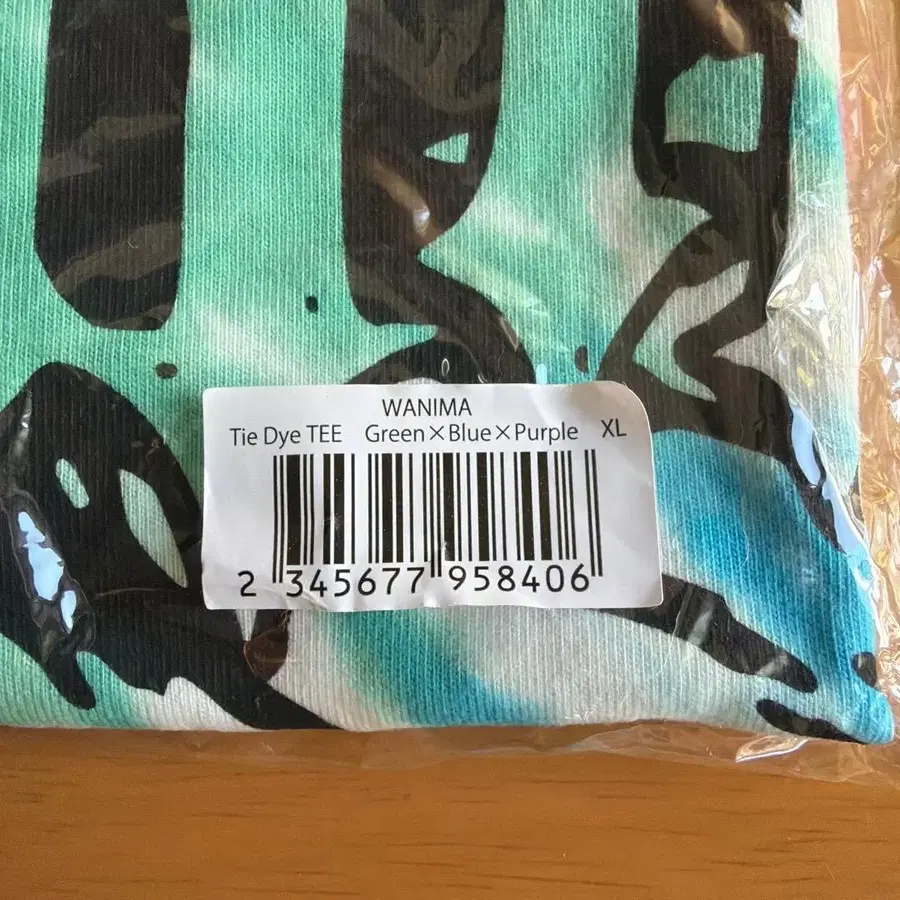 WANIMA
Tie Dye TEE Green×Blue×Purple XL
2 345677 958406